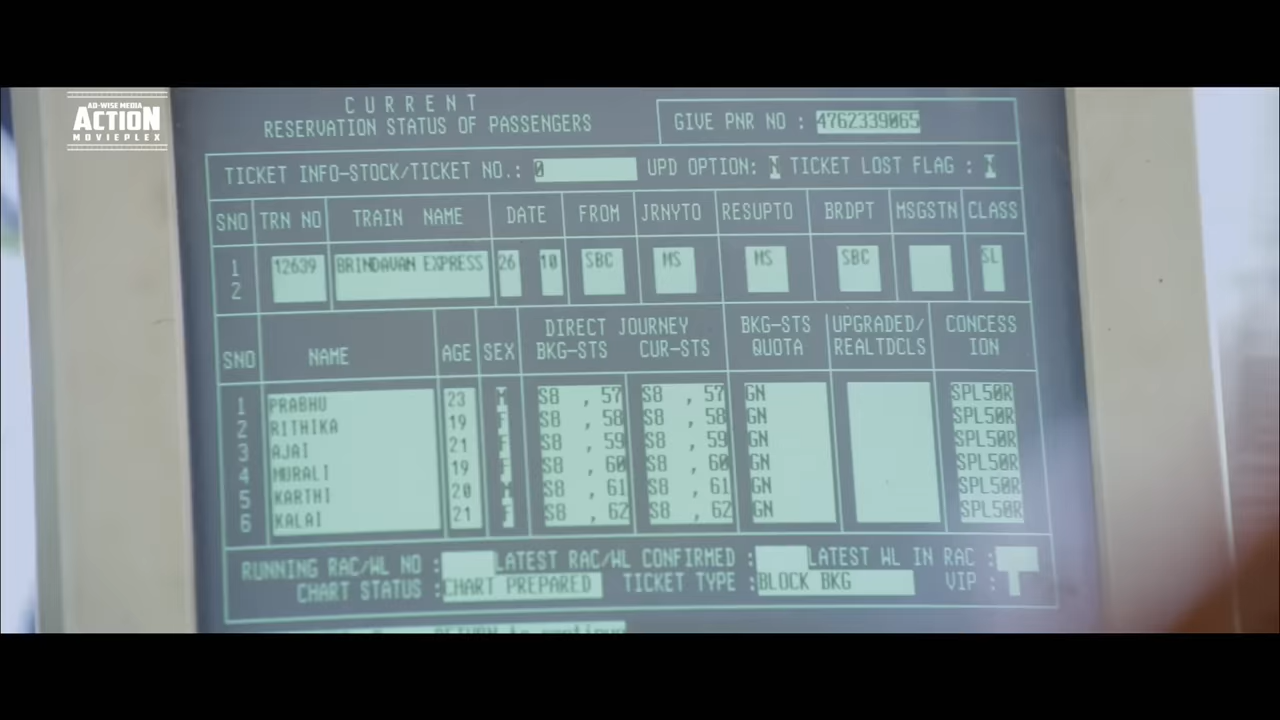 AD-WISE MEDIA
ACTION
MOVIEPLEX
CURRENT
RESERVATION STATUS OF PASSENGERS
GIVE PNR NO : 4762339065
TICKET INFO-STOCK/TICKET NO.: 0 UPD OPTION: TICKET LOST FLAG :
SNO TRN NO TRAIN NAME DATE FROM JRNYTO RESUPTO BRDPT MSGSTN CLASS
1 12639 BRINDAVAN EXPRESS 26 10 SBC MS MS SBC SL
2
SNO NAME AGE SEX DIRECT JOURNEY BKG-STS UPGRADED/ CONCESS
BKG-STS CUR-STS QUOTA REALTDCLS ION
1 PRABHU 23 M S8 , 57 S8 , 57 GN SPL50R
2 RITHIKA 19 F S8 , 58 S8 , 58 GN SPL50R
3 AJAI 21 F S8 , 59 S8 , 59 GN SPL50R
4 MURALI 19 F S8 , 60 S8 , 60 GN SPL50R
5 KARTHI 20 M S8 , 61 S8 , 61 GN SPL50R
6 KALAI 21 F S8 , 62 S8 , 62 GN SPL50R
RUNNING RAC/WL NO : LATEST RAC/WL CONFIRMED : LATEST WL IN RAC :
CHART STATUS : CHART PREPARED TICKET TYPE : BLOCK BKG VIP :